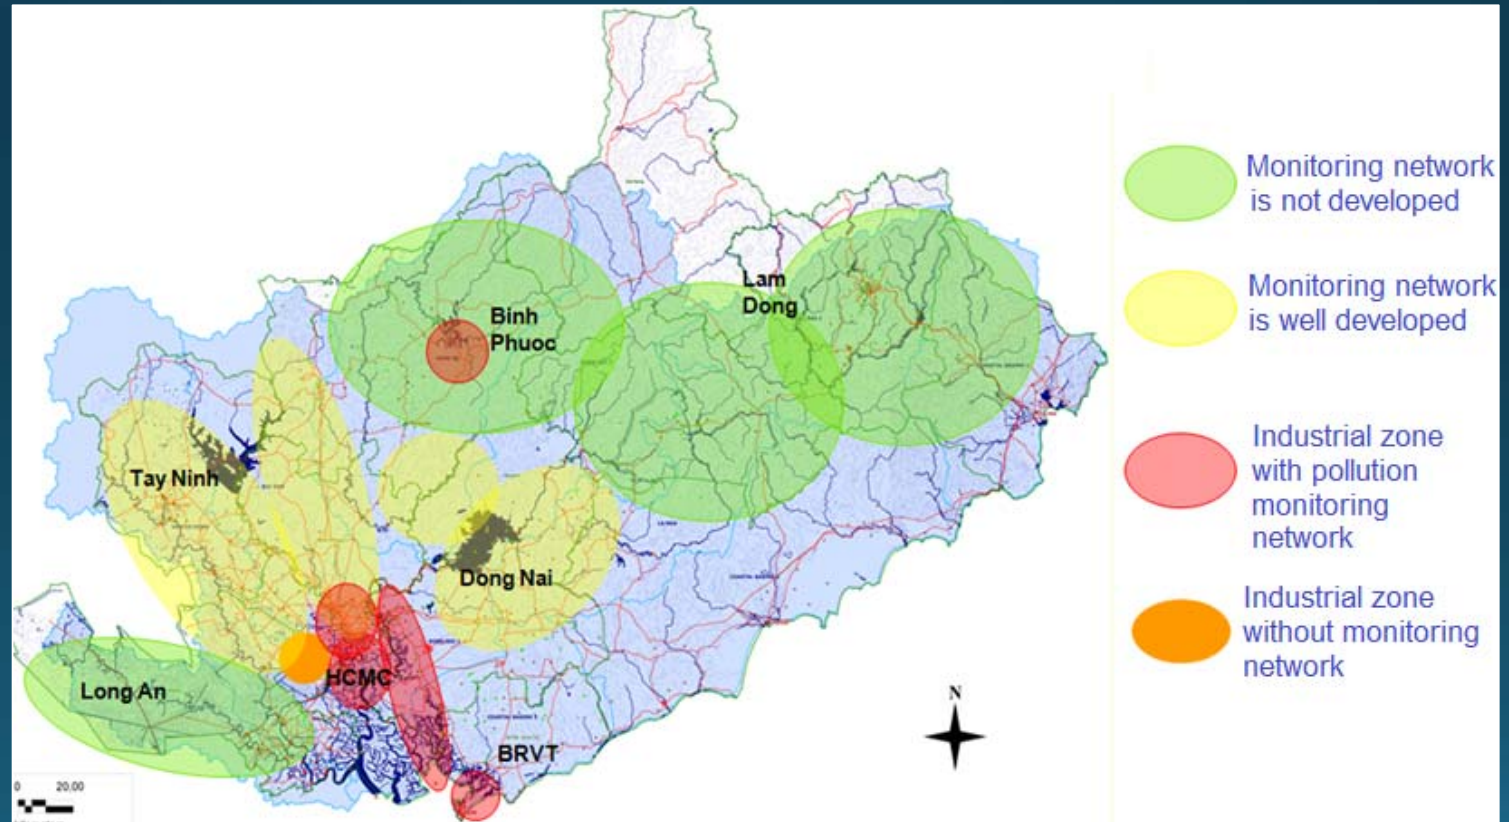 Lam
Dong
Binh
Phuoc
Tay Ninh
Dong Nai
Long An
HCMC
BRVT
N
0 20,00
Monitoring network
is not developed
Monitoring network
is well developed
Industrial zone
with pollution
monitoring
network
Industrial zone
without monitoring
network